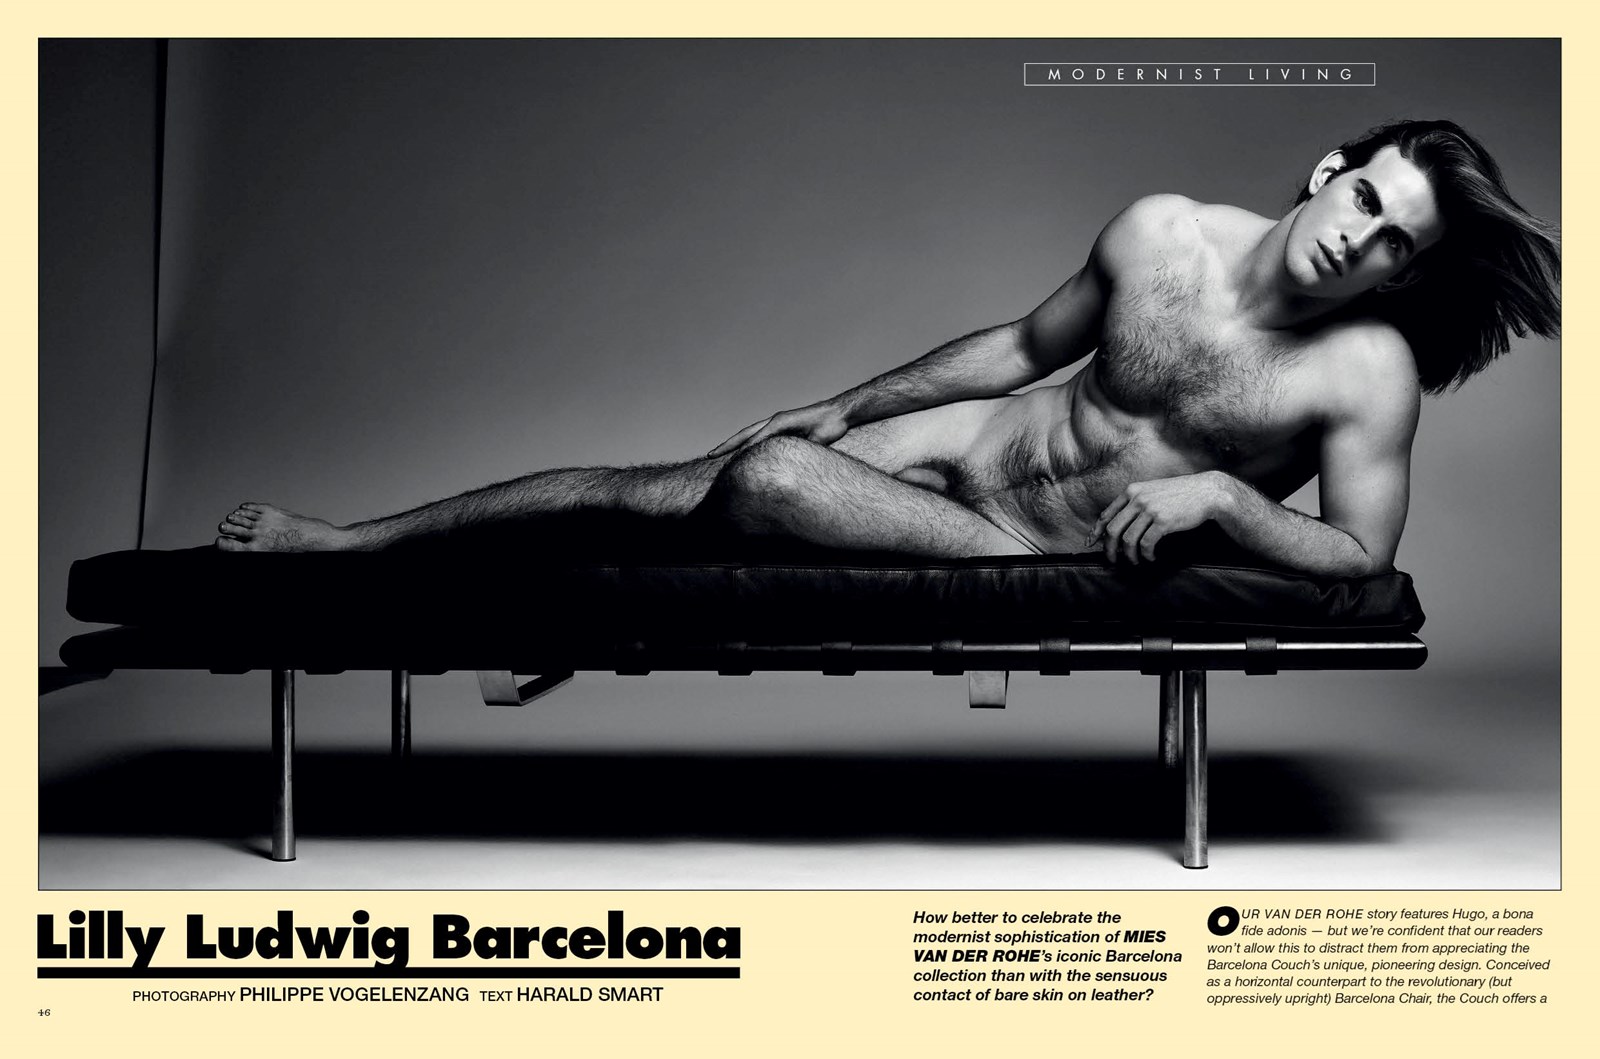 MODERNIST LIVING
Lilly Ludwig Barcelona
PHOTOGRAPHY PHILIPPE VOGELENZANG TEXT HARALD SMART
46
How better to celebrate the
modernist sophistication of MIES
VAN DER ROHE’s iconic Barcelona
collection than with the sensuous
contact of bare skin on leather?
OUR VAN DER ROHE story features Hugo, a bona
fide adonis — but we’re confident that our readers
won’t allow this to distract them from appreciating the
Barcelona Couch’s unique, pioneering design. Conceived
as a horizontal counterpart to the revolutionary (but
oppressively upright) Barcelona Chair, the Couch offers a